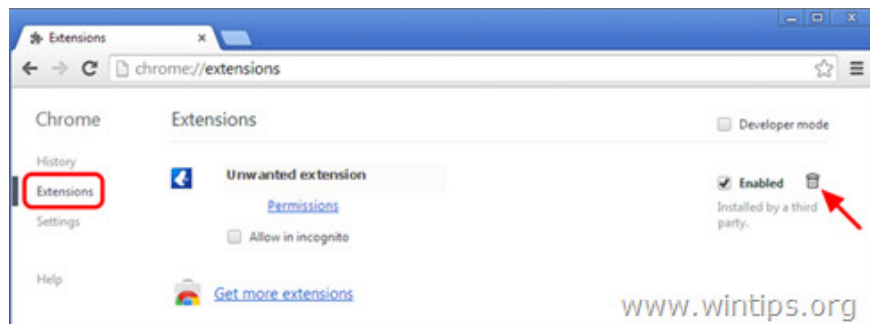 Extensions
chrome://extensions
Chrome
Extensions
Developer mode
History
Extensions
Settings
Help
Unwanted extension
Permissions
Allow in incognito
Enabled
Installed by a third
party.
Get more extensions
www.wintips.org